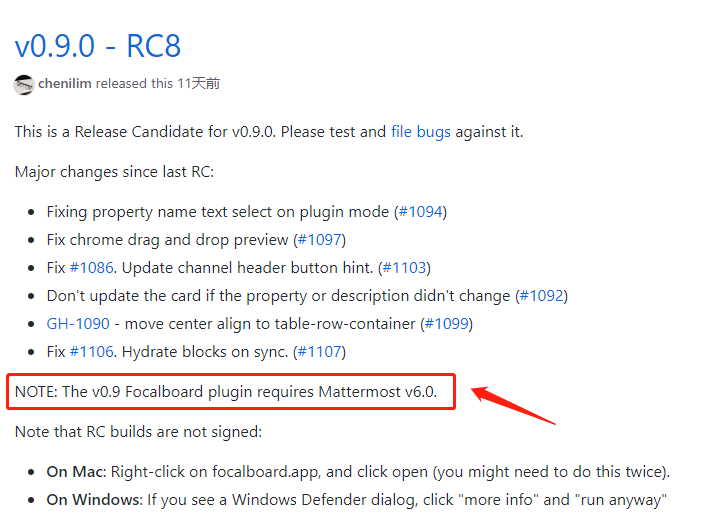 v0.9.0 - RC8
chenilim released this 11天前
This is a Release Candidate for v0.9.0. Please test and file bugs against it.
Major changes since last RC:
• Fixing property name text select on plugin mode (#1094)
• Fix chrome drag and drop preview (#1097)
• Fix #1086. Update channel header button hint. (#1103)
• Don't update the card if the property or description didn't change (#1092)
• GH-1090 - move center align to table-row-container (#1099)
• Fix #1106. Hydrate blocks on sync. (#1107)
NOTE: The v0.9 Focalboard plugin requires Mattermost v6.0.
Note that RC builds are not signed:
• On Mac: Right-click on focalboard.app, and click open (you might need to do this twice).
• On Windows: If you see a Windows Defender dialog, click "more info" and "run anyway"